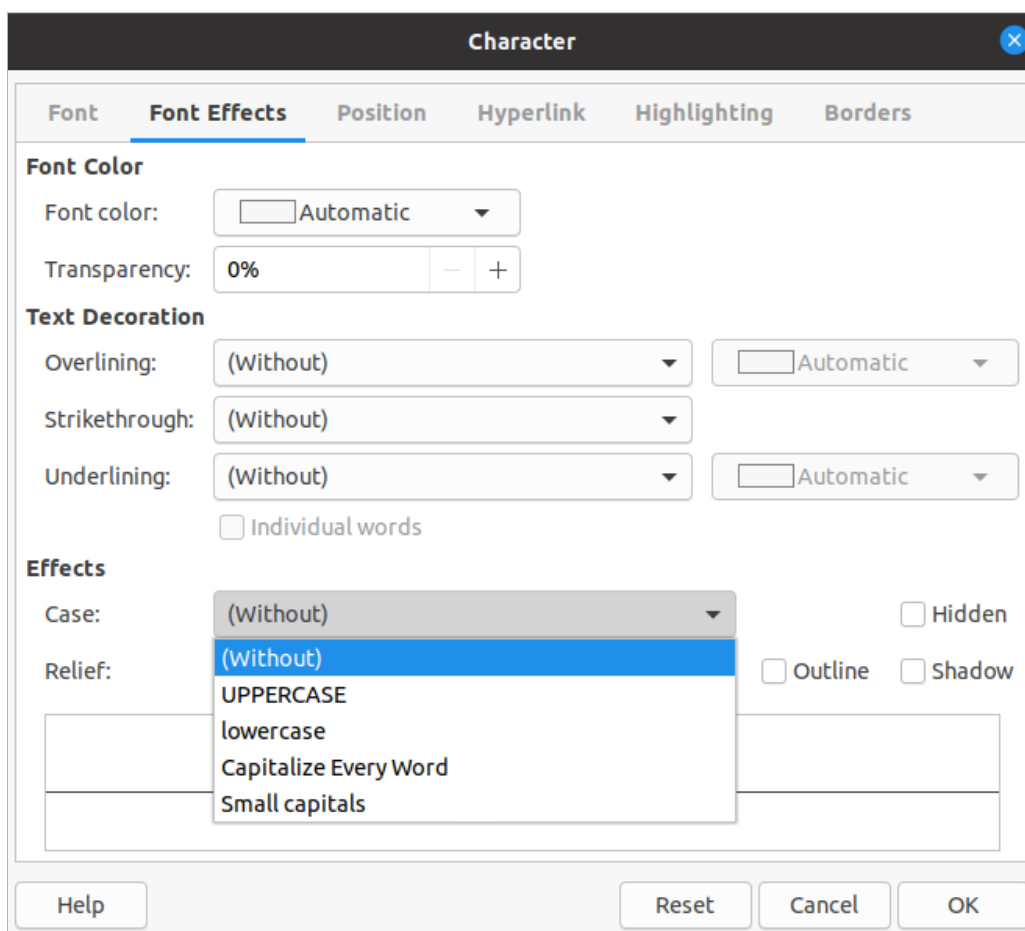 Character
Font Font Effects Position Hyperlink Highlighting Borders
Font Color
Font color: Automatic
Transparency: 0%
Text Decoration
Overlining: (Without) Automatic
Strikethrough: (Without)
Underlining: (Without) Automatic
Individual words
Effects
Case: (Without) Hidden
(Without)
Relief: Outline Shadow
UPPERCASE
lowercase
Capitalize Every Word
Small capitals
Help Reset Cancel OK